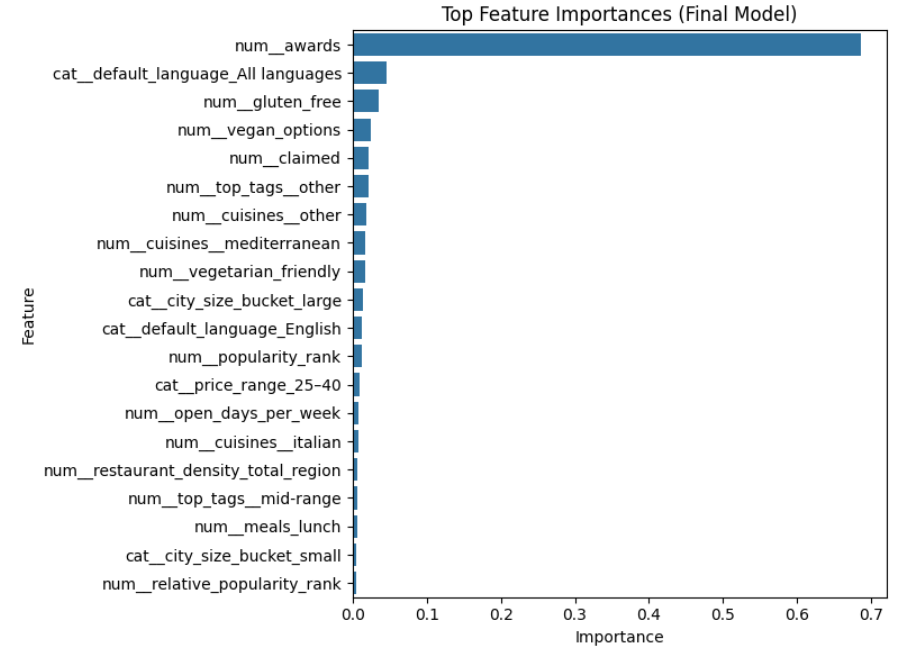 Top Feature Importances (Final Model)
num__awards
cat__default_language_All languages
num__gluten_free
num__vegan_options
num__claimed
num__top_tags__other
num__cuisines__other
num__cuisines__mediterranean
num__vegetarian_friendly
cat__city_size_bucket_large
cat__default_language_English
num__popularity_rank
cat__price_range_25–40
num__open_days_per_week
num__cuisines__italian
num__restaurant_density_total_region
num__top_tags__mid-range
num__meals_lunch
cat__city_size_bucket_small
num__relative_popularity_rank
Feature
0.0 0.1 0.2 0.3 0.4 0.5 0.6 0.7
Importance